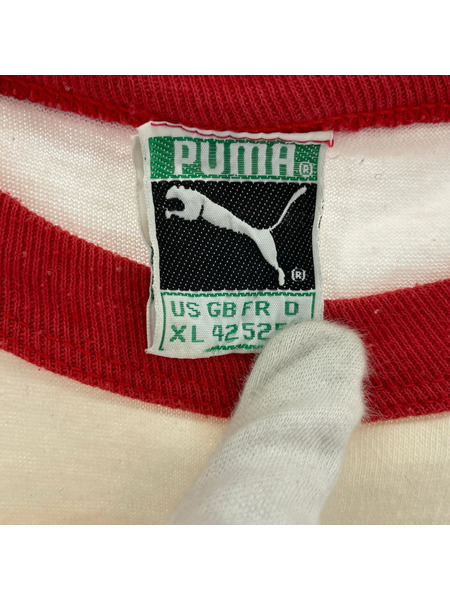 PUMA ®
®
US GB FR D
XL 42 52